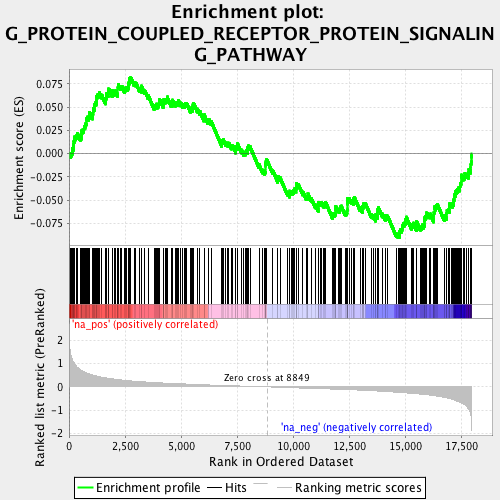 Enrichment plot:
G_PROTEIN_COUPLED_RECEPTOR_PROTEIN_SIGNALIN
G_PATHWAY
Enrichment score (ES)
0.075
0.050
0.025
0.000
-0.025
-0.050
-0.075
'na_pos' (positively correlated)
Ranked list metric (PreRanked)
2
1
0
-1
-2
Zero cross at 8849
'na_neg' (negatively correlated)
0
2,500
5,000
7,500
10,000
12,500
15,000
17,500
Rank in Ordered Dataset
Enrichment profile
Hits
Ranking metric scores